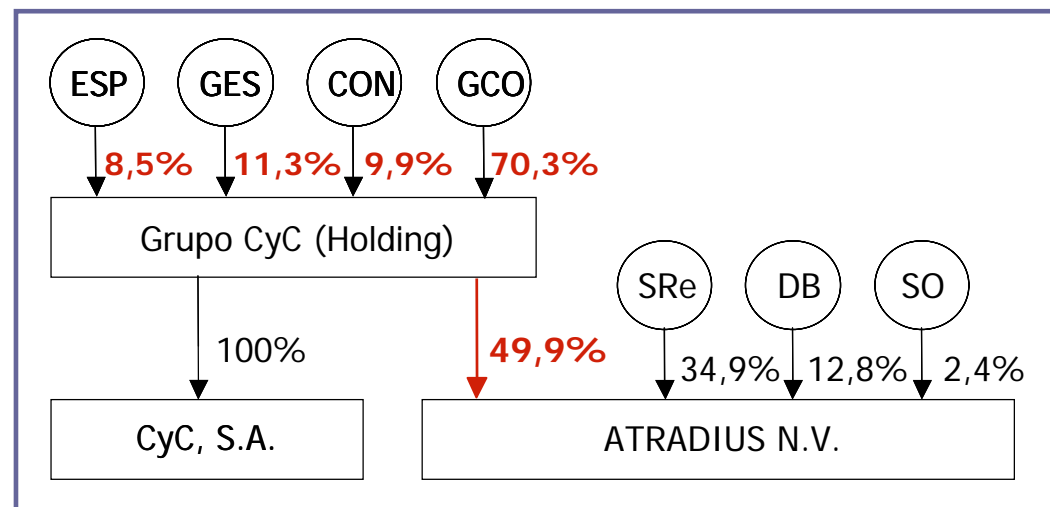 ESP GES CON GCO
8,5% 11,3% 9,9% 70,3%
Grupo CyC (Holding)
SRe DB SO
100% 49,9% 34,9% 12,8% 2,4%
CyC, S.A. ATRADIUS N.V.